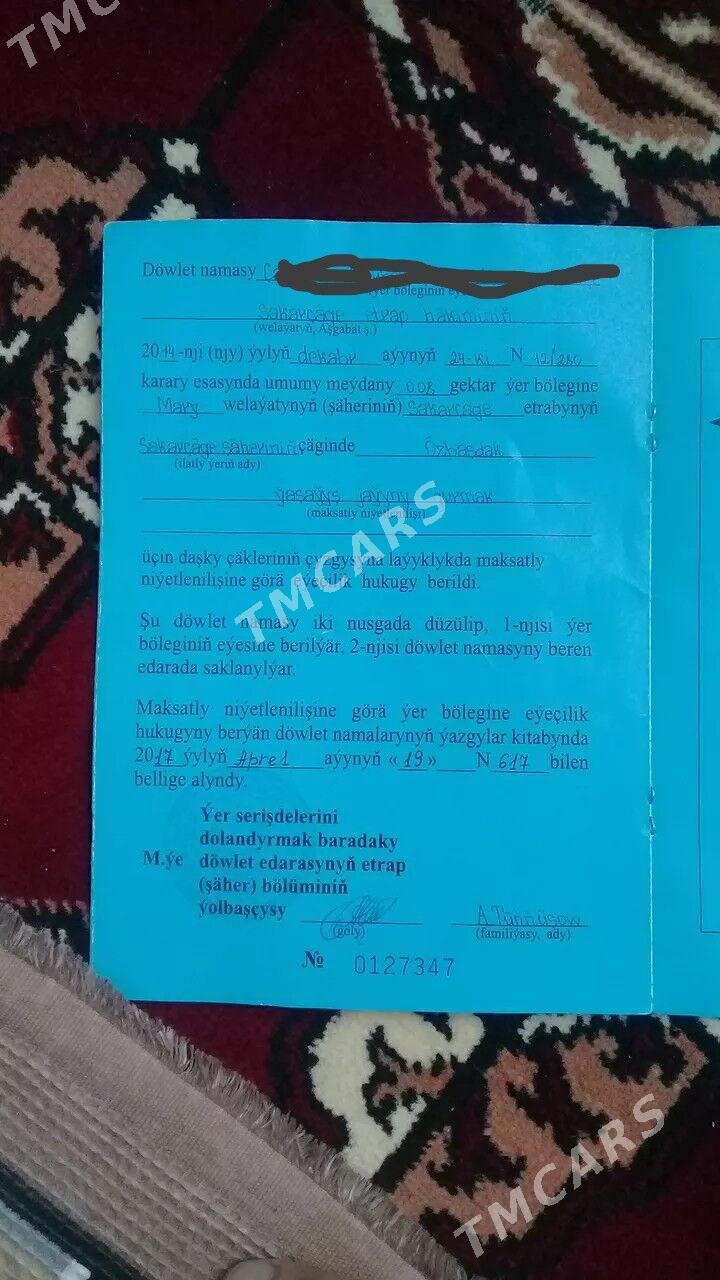 TMC
Döwlet namasy
ýer böleginiň eýe
Sakarçäge etrap häkiminiň
(welaýatyň, Aşgabat ş.)
2014-nji (njy) ýylyň dekabr aýynyň 24-ki N 12/280
karary esasynda umumy meýdany 0.08 gektar ýer bölegine
Mary welaýatynyň (şäheriniň) Sakarçäge etrabynyň
Sakarçäge şäheriniň çäginde Özbaşdak
(ilatly ýeriň ady)
ýaşaýyş jaýyny gurmak
(maksatly niýetlenilişi)
üçin daşky çäkleriniň çyzgysyna laýyklykda maksatly
niýetlenilişine görä eýeçilik hukugy berildi.
TMCARS
Şu döwlet namasy iki nusgada düzülip, 1-njisi ýer
böleginiň eýesine berilýär, 2-njisi döwlet namasyny beren
edarada saklanylýar.
Maksatly niýetlenilişine görä ýer bölegine eýeçilik
hukugyny berýän döwlet namalarynyň ýazgylar kitabynda
2017 ýylyň Aprel aýynyň «19» N 617 bilen
bellige alyndy.
Ýer serişdelerini
dolandyrmak baradaky
M.ýe döwlet edarasynyň etrap
(şäher) bölüminiň
ýolbaşçysy
(goly) (familiýasy, ady)
№ 0127347
TMCARS